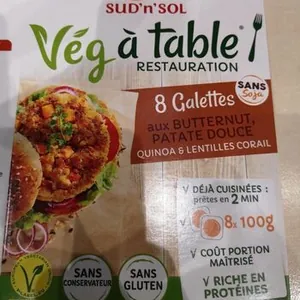 SUD'n'SOL
Vég à table®
RESTAURATION
8 Galettes
SANS
Soja
aux BUTTERNUT,
PATATE DOUCE
QUINOA & LENTILLES CORAIL
√ DÉJÀ CUISINÉES :
prêtes en 2 MIN
√ 8x 100g
√ COÛT PORTION
MAÎTRISÉ
√ RICHE EN
PROTÉINES
SANS
CONSERVATEUR
SANS
GLUTEN